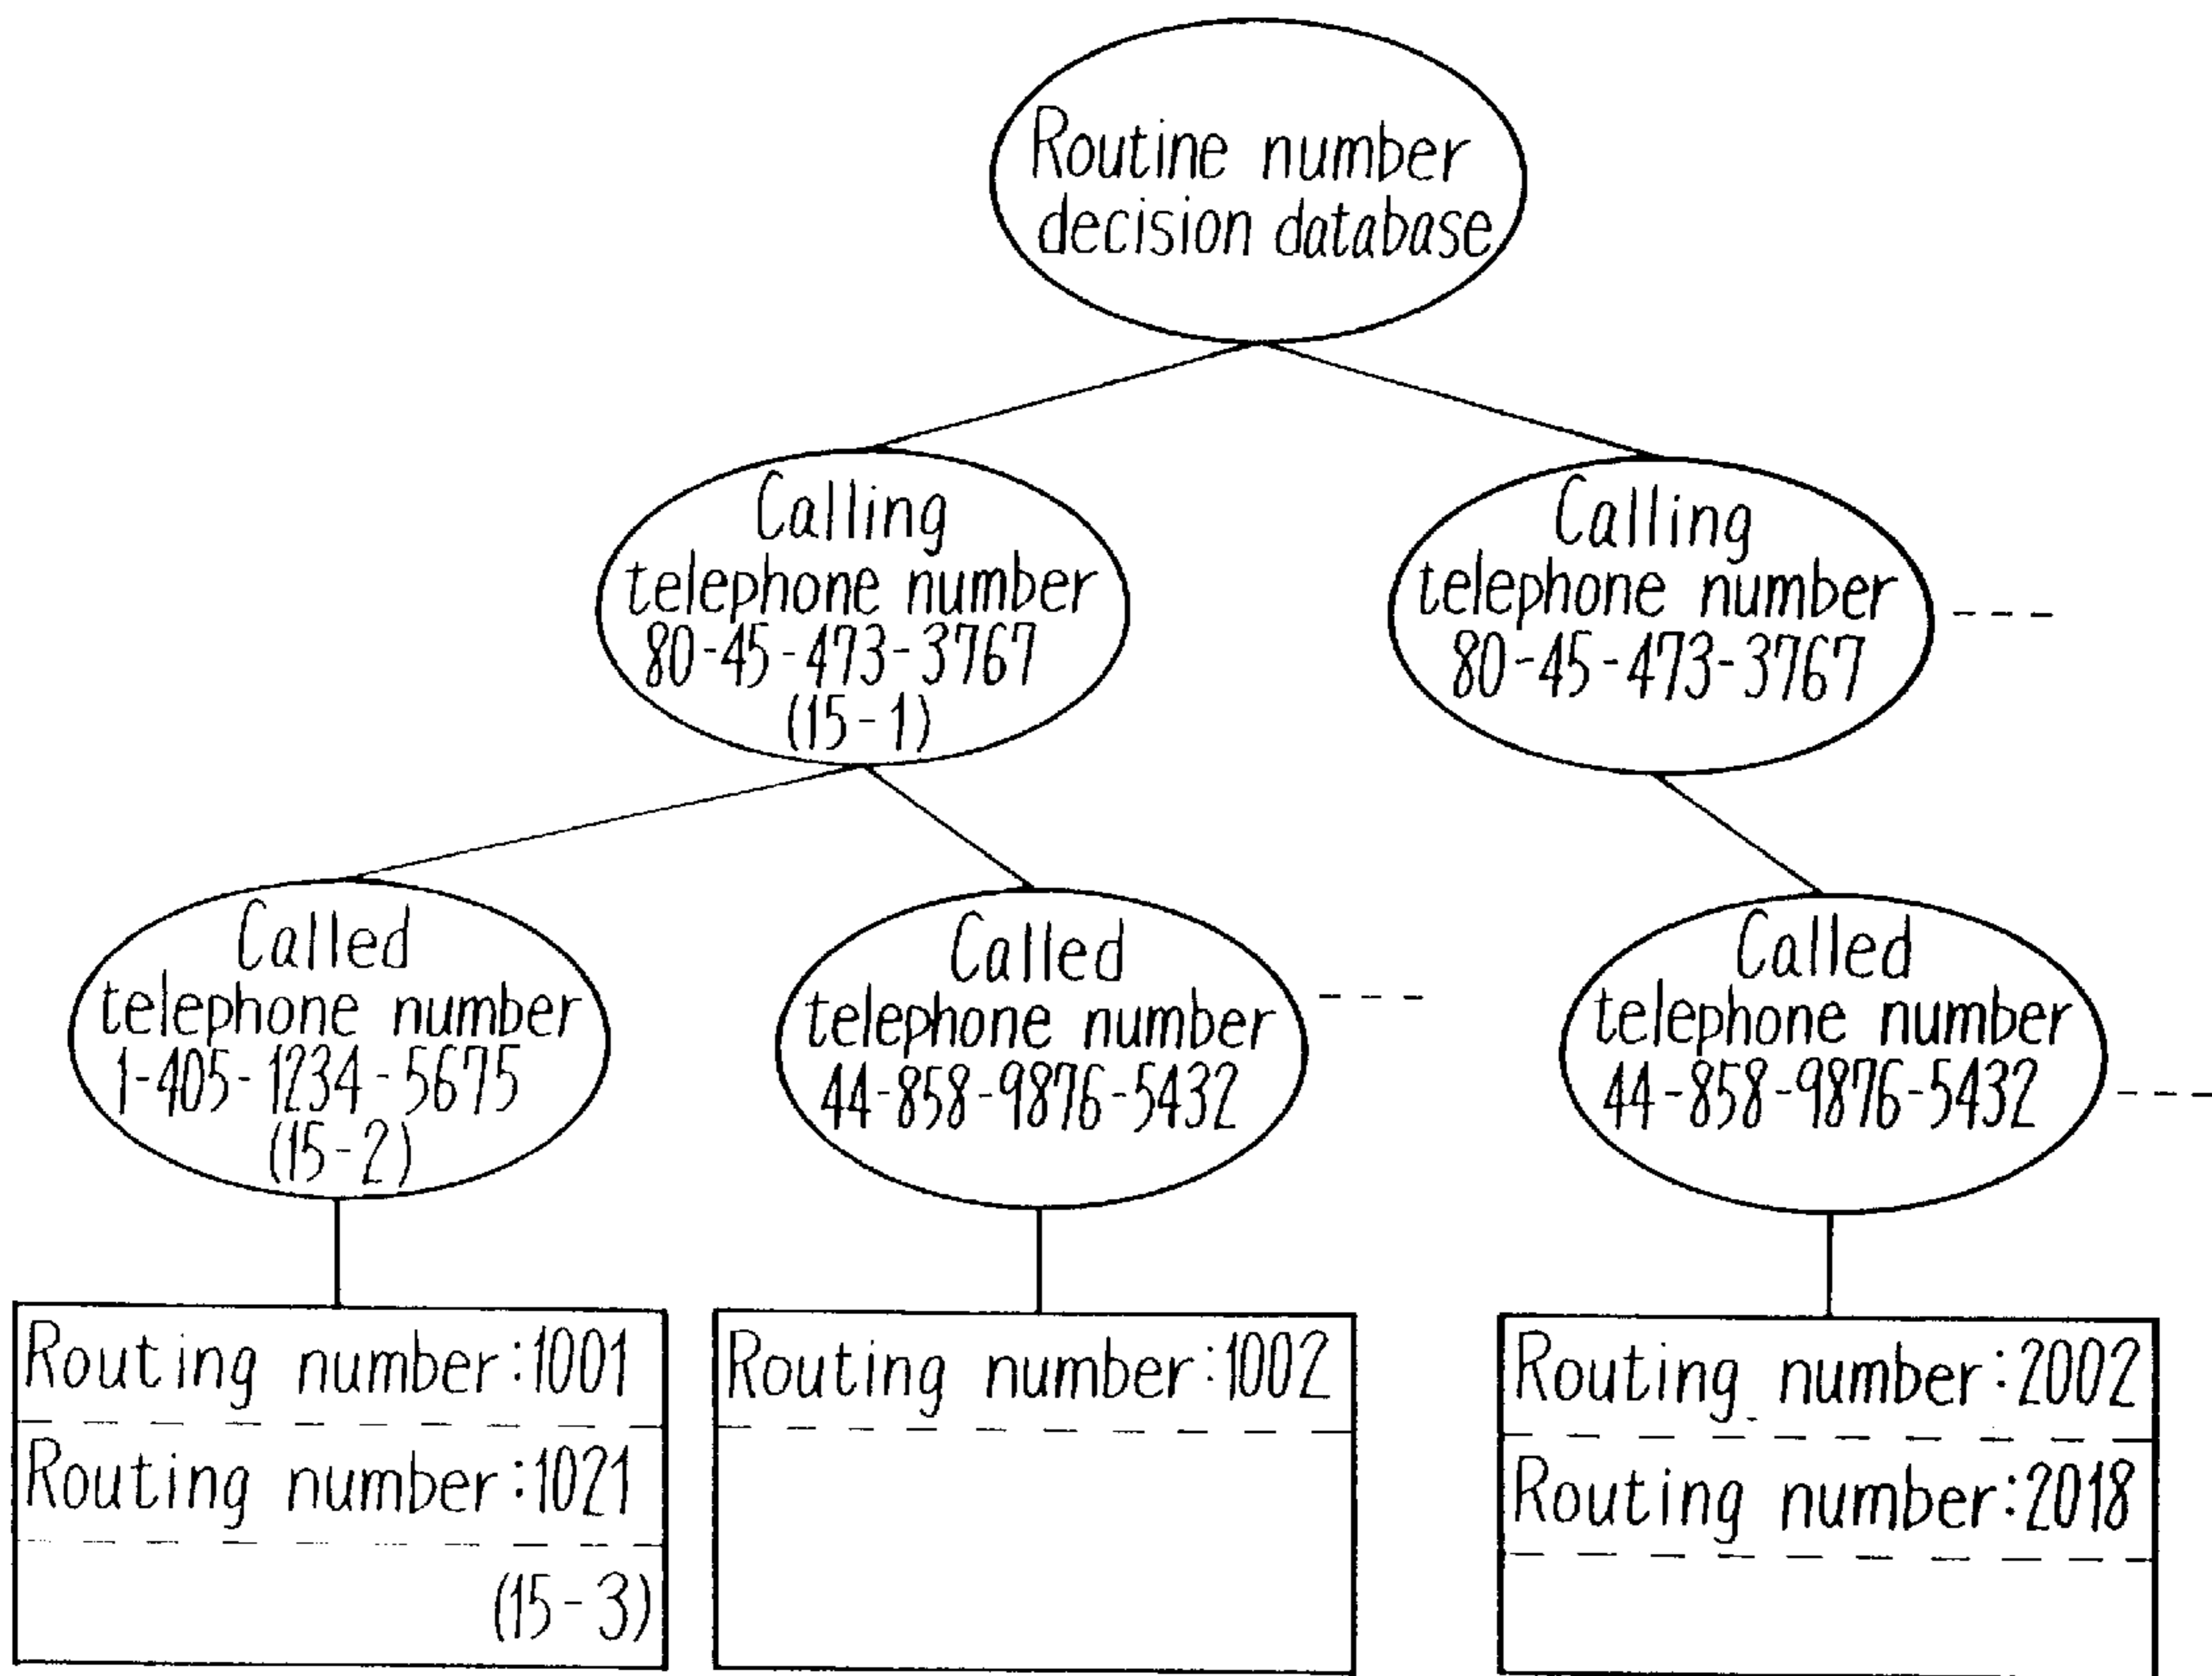 Routine number
decision database
Calling
telephone number
80-45-473-3767
(15-1)
Calling
telephone number
80-45-473-3767
Called
telephone number
1-405-1234-5675
(15-2)
Called
telephone number
44-858-9876-5432
Called
telephone number
44-858-9876-5432
Routing number:1001
Routing number:1021
(15-3)
Routing number:1002
Routing number:2002
Routing number:2018